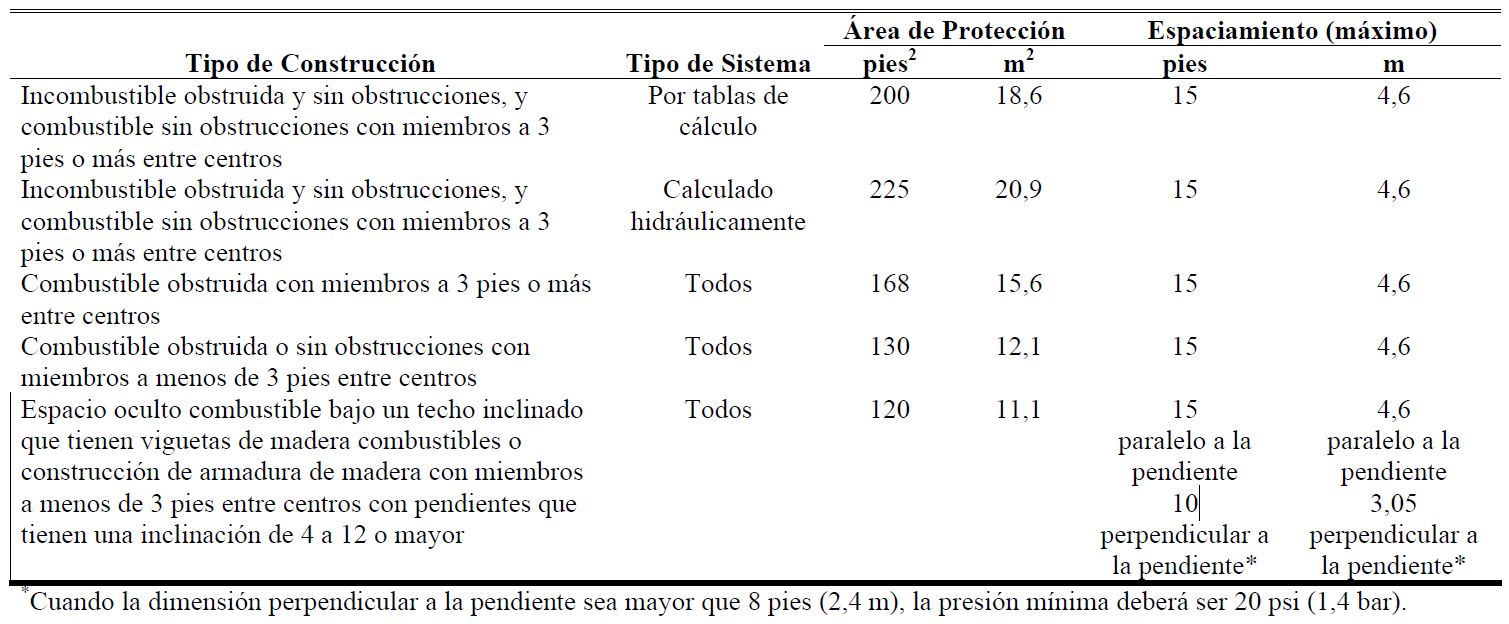 Área de Protección Espaciamiento (máximo)
Tipo de Construcción Tipo de Sistema pies² m² pies m
Incombustible obstruida y sin obstrucciones, y Por tablas de 200 18,6 15 4,6
combustible sin obstrucciones con miembros a 3 cálculo
pies o más entre centros
Incombustible obstruida y sin obstrucciones, y Calculado 225 20,9 15 4,6
combustible sin obstrucciones con miembros a 3 hidráulicamente
pies o más entre centros
Combustible obstruida con miembros a 3 pies o más Todos 168 15,6 15 4,6
entre centros
Combustible obstruida o sin obstrucciones con Todos 130 12,1 15 4,6
miembros a menos de 3 pies entre centros
Espacio oculto combustible bajo un techo inclinado Todos 120 11,1 15 4,6
que tienen viguetas de madera combustibles o paralelo a la paralelo a la
construcción de armadura de madera con miembros pendiente pendiente
a menos de 3 pies entre centros con pendientes que 10 3,05
tienen una inclinación de 4 a 12 o mayor perpendicular a perpendicular a
la pendiente* la pendiente*
*Cuando la dimensión perpendicular a la pendiente sea mayor que 8 pies (2,4 m), la presión mínima deberá ser 20 psi (1,4 bar).